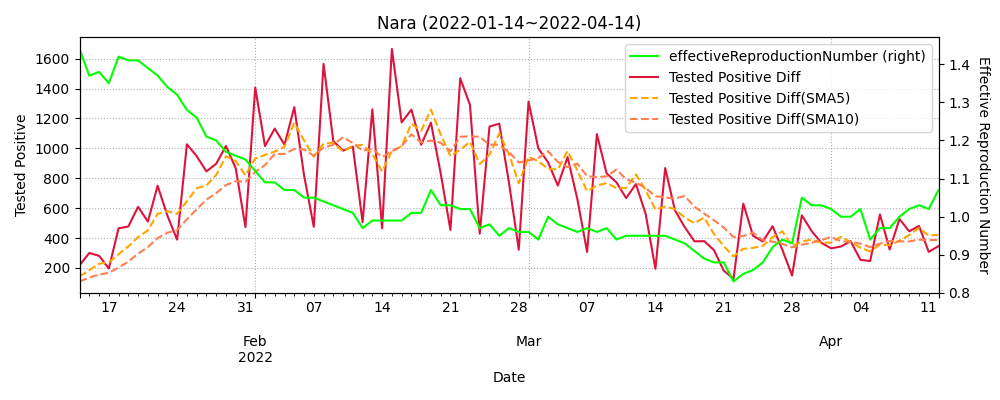 Nara (2022-01-14~2022-04-14)
effectiveReproductionNumber (right)
Tested Positive Diff
Tested Positive Diff(SMA5)
Tested Positive Diff(SMA10)
Tested Positive
1600
1400
1200
1000
800
600
400
200
Effective Reproduction Number
1.4
1.3
1.2
1.1
1.0
0.9
0.8
17 24 31 07 14 21 28 07 14 21 28 04 11
Feb Mar Apr
2022
Date